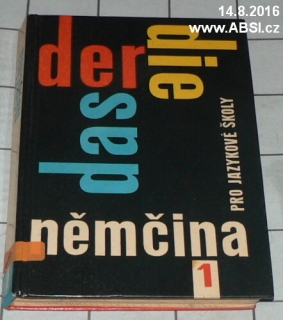 14.8.2016
www.ABSI.cz
der
die
das
PRO JAZYKOVÉ ŠKOLY
němčina
1